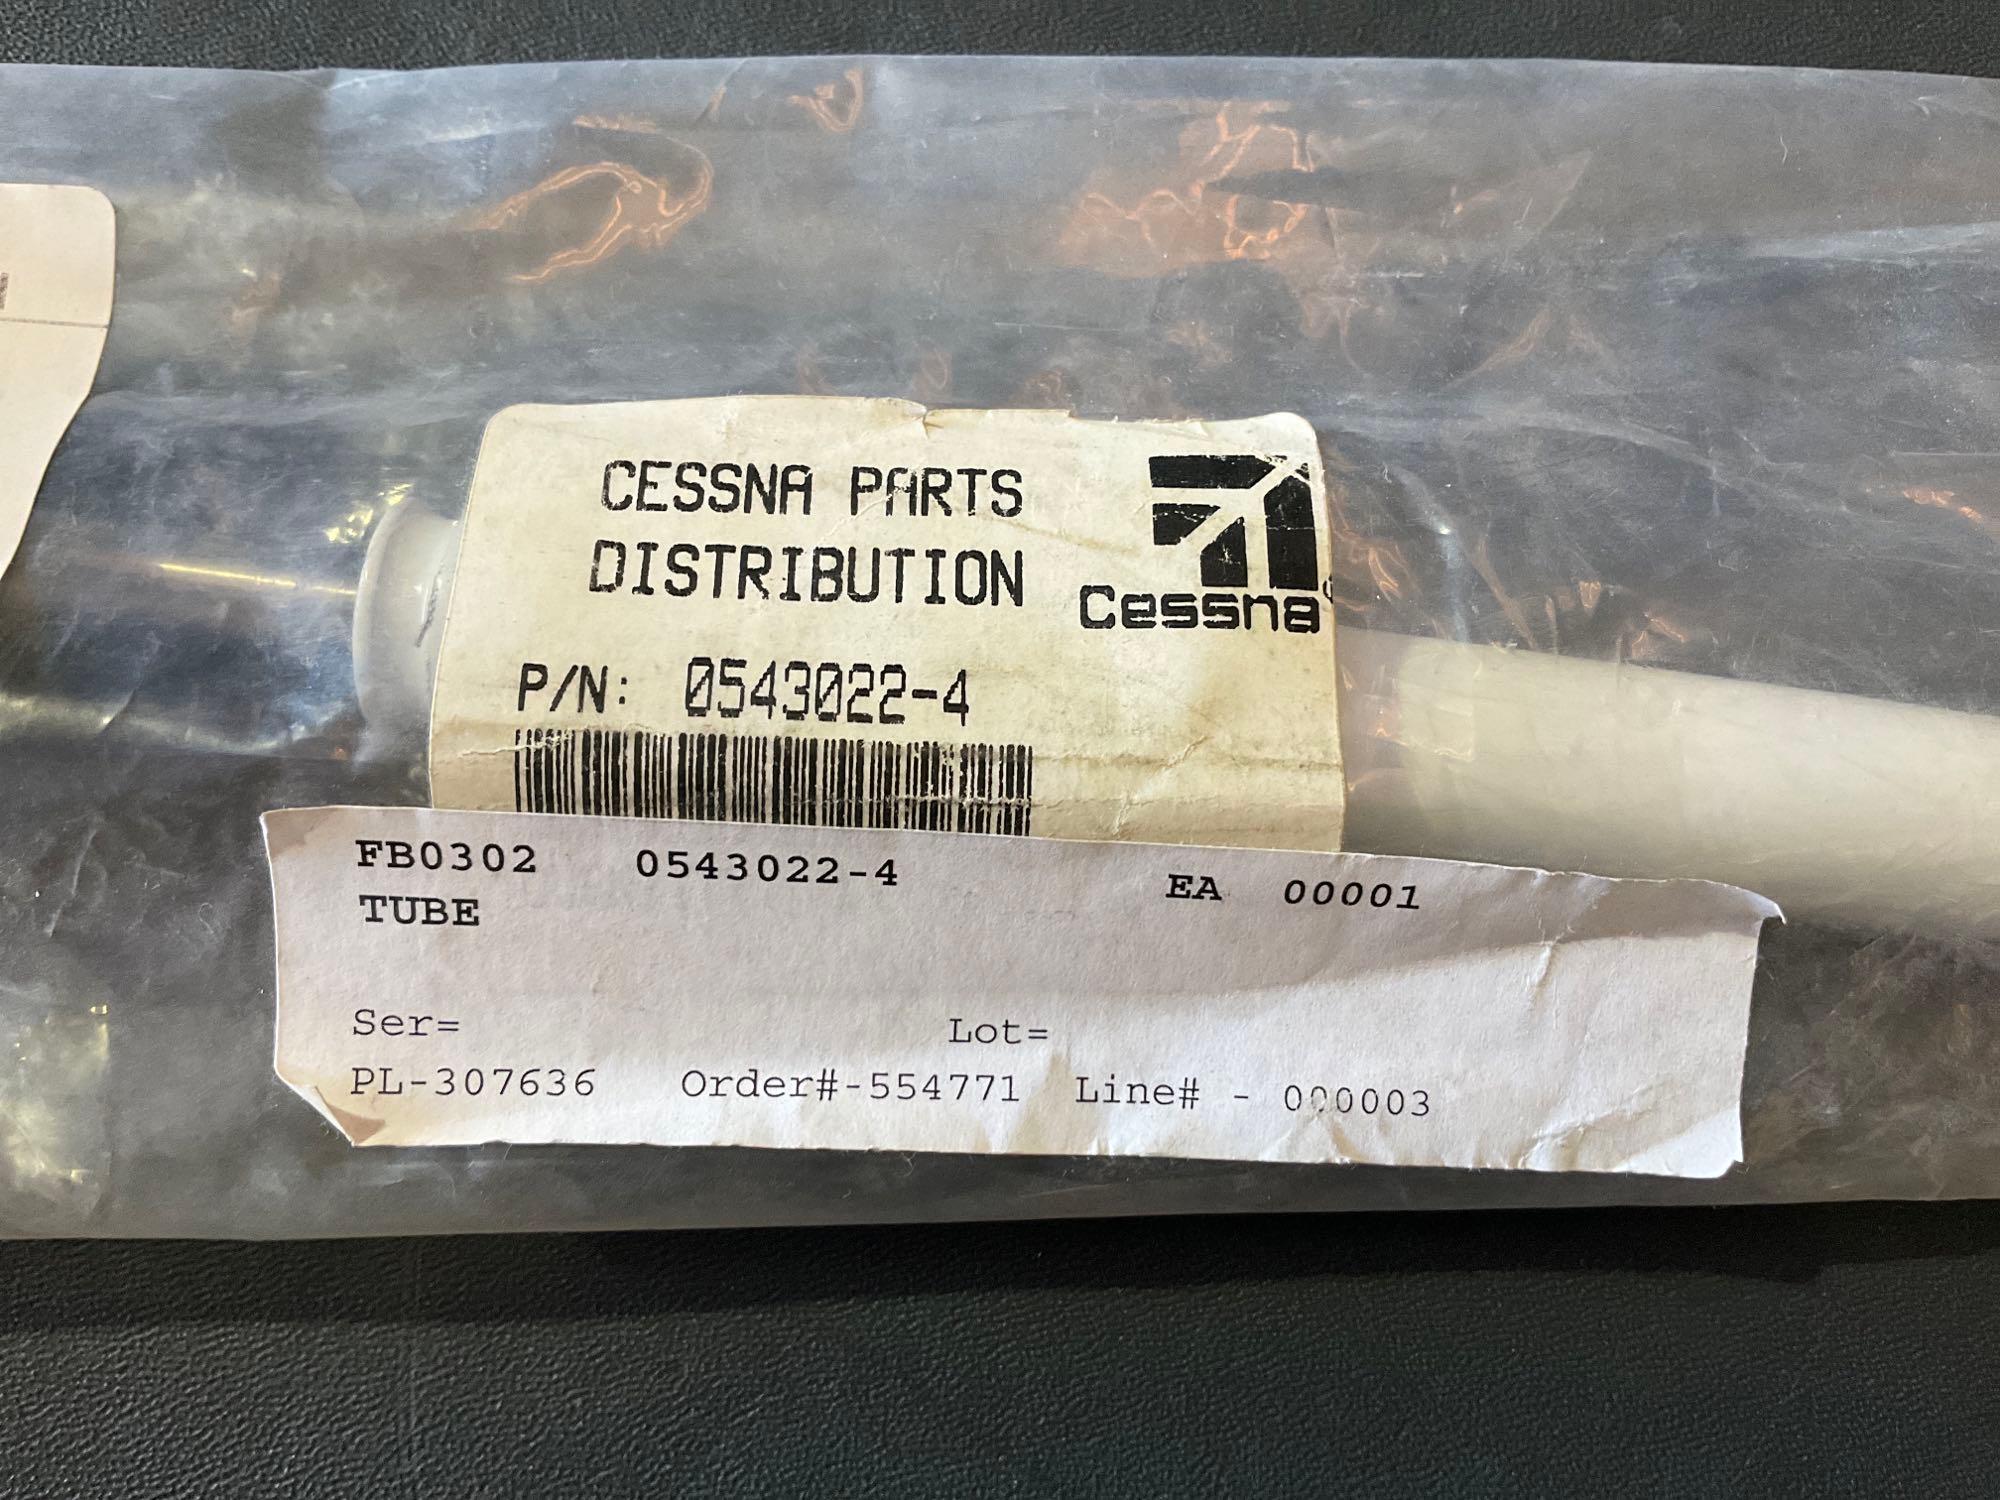 CESSNA PARTS
DISTRIBUTION
Cessna
P/N: 0543022-4
FB0302 0543022-4 EA 00001
TUBE
Ser= Lot=
PL-307636 Order#-554771 Line# - 000003